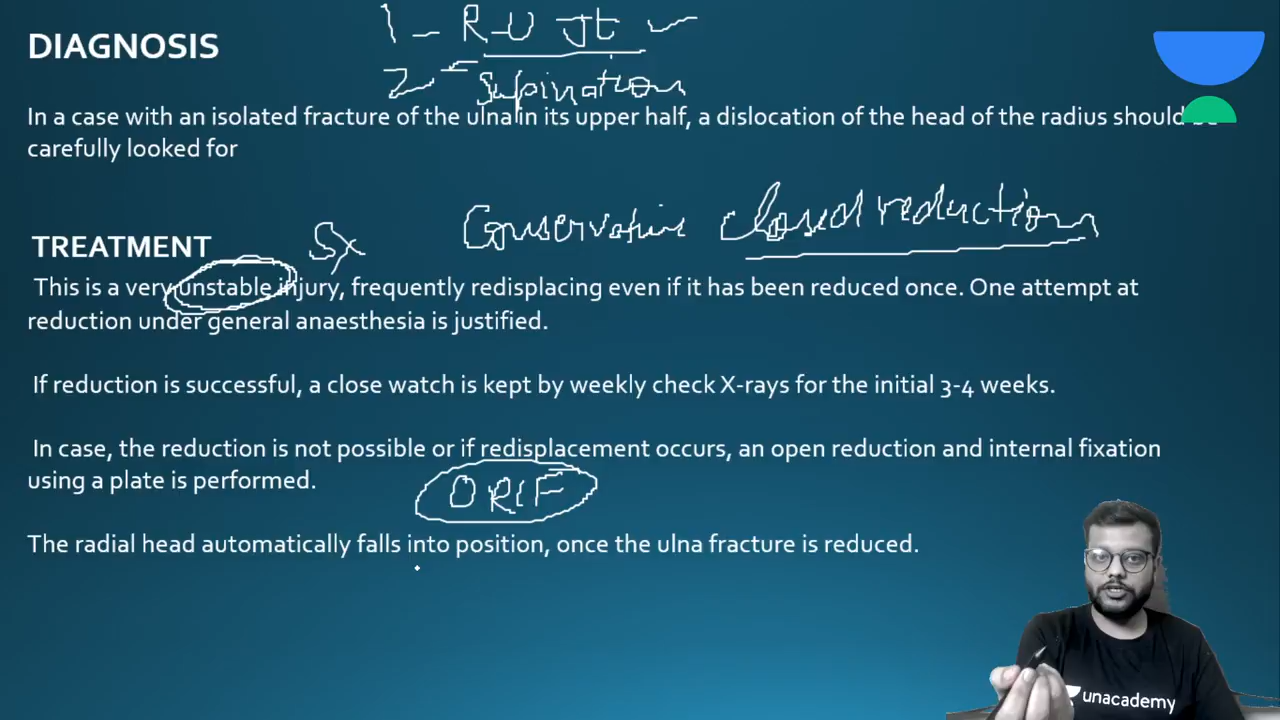 1 - R-U Jt
DIAGNOSIS
2 - Supination
In a case with an isolated fracture of the ulna in its upper half, a dislocation of the head of the radius should be
carefully looked for
Conservative closed reduction
TREATMENT Sx
This is a very unstable injury, frequently redisplacing even if it has been reduced once. One attempt at
reduction under general anaesthesia is justified.
If reduction is successful, a close watch is kept by weekly check X-rays for the initial 3-4 weeks.
In case, the reduction is not possible or if redisplacement occurs, an open reduction and internal fixation
using a plate is performed.
ORIF
The radial head automatically falls into position, once the ulna fracture is reduced.
unacademy